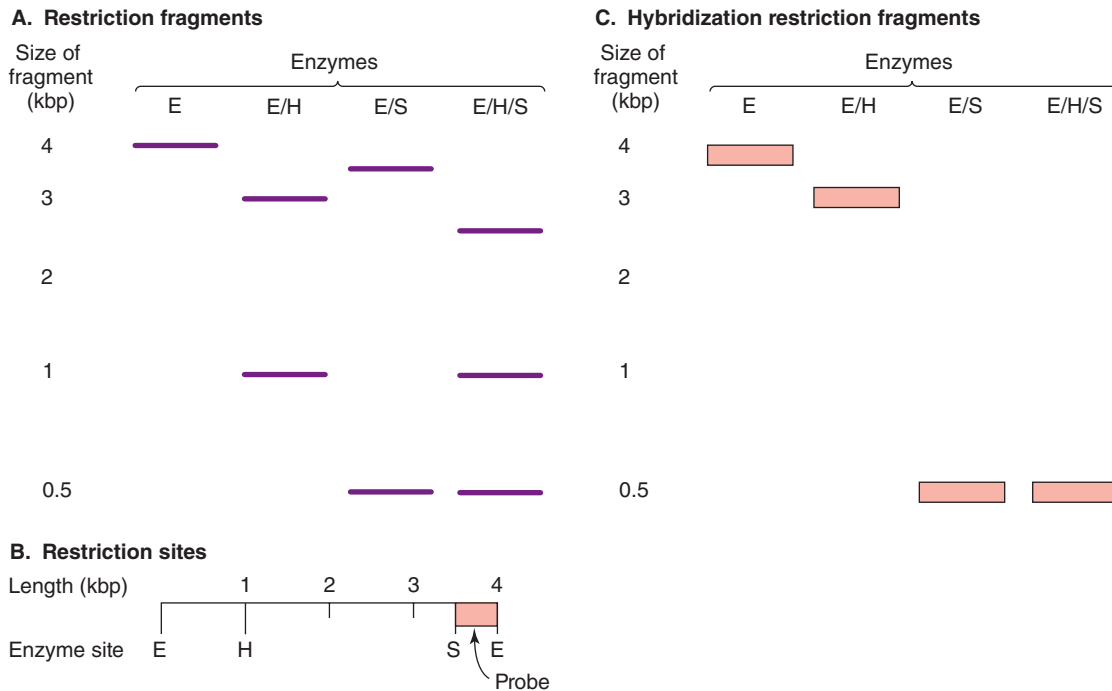 A. Restriction fragments
Size of
fragment
(kbp)
Enzymes
E E/H E/S E/H/S
4
3
2
1
0.5
B. Restriction sites
Length (kbp) 1 2 3 4
Enzyme site E H S E
Probe
C. Hybridization restriction fragments
Size of
fragment
(kbp)
Enzymes
E E/H E/S E/H/S
4
3
2
1
0.5